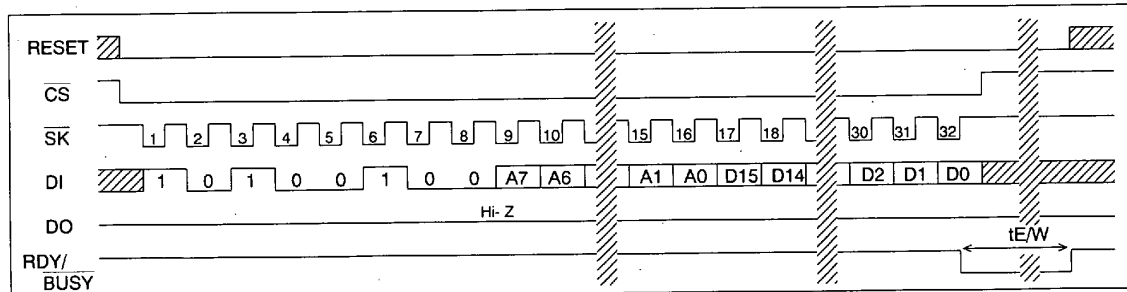 RESET
CS
SK 1 2 3 4 5 6 7 8 9 10 15 16 17 18 30 31 32
DI 1 0 1 0 0 1 0 0 A7 A6 A1 A0 D15 D14 D2 D1 D0
Hi- Z
DO
tE/W
RDY/
BUSY